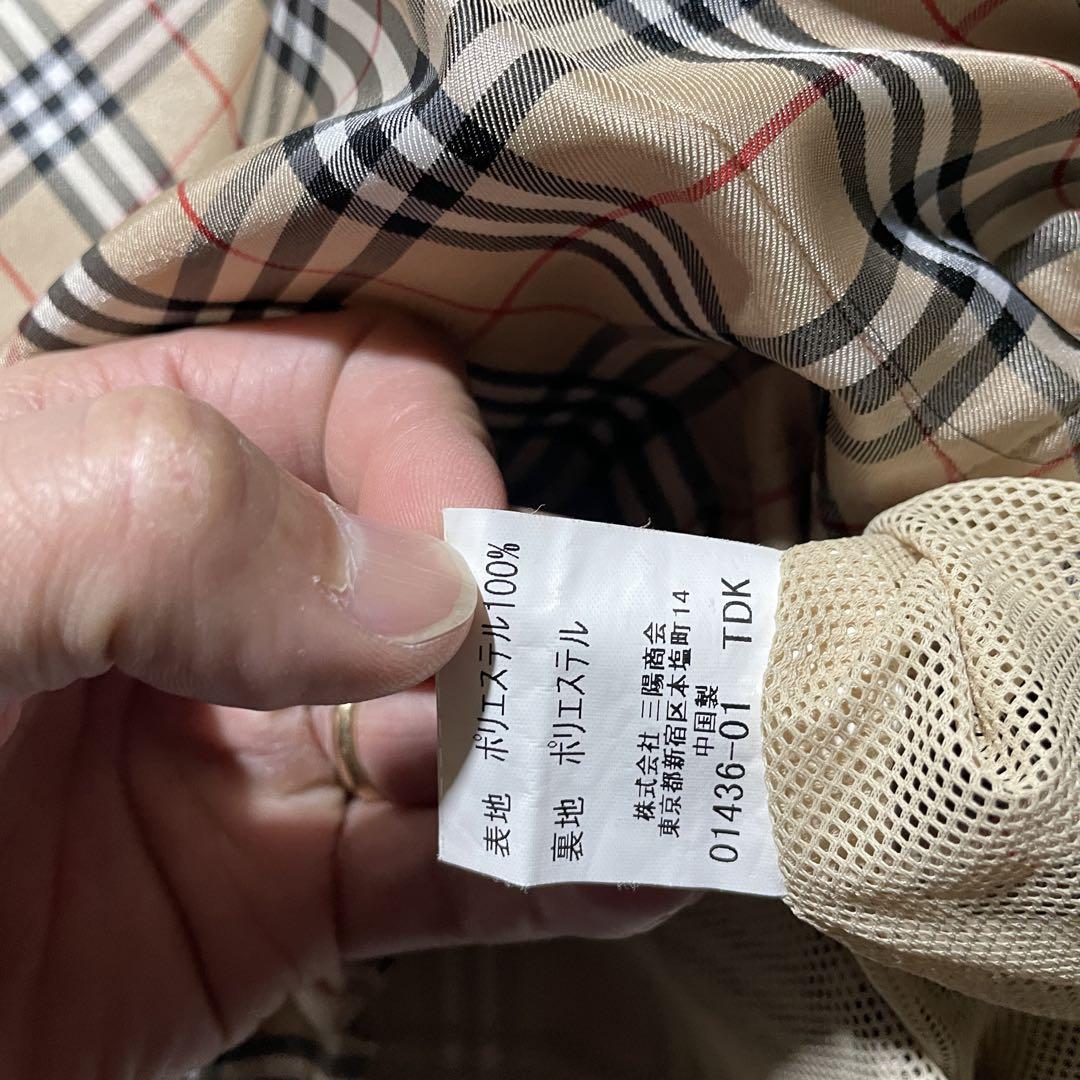 表地 ポリエステル100%
裏地 ポリエステル
株式会社 三陽商会
東京都新宿区本塩町14
中国製
01436-01 TDK